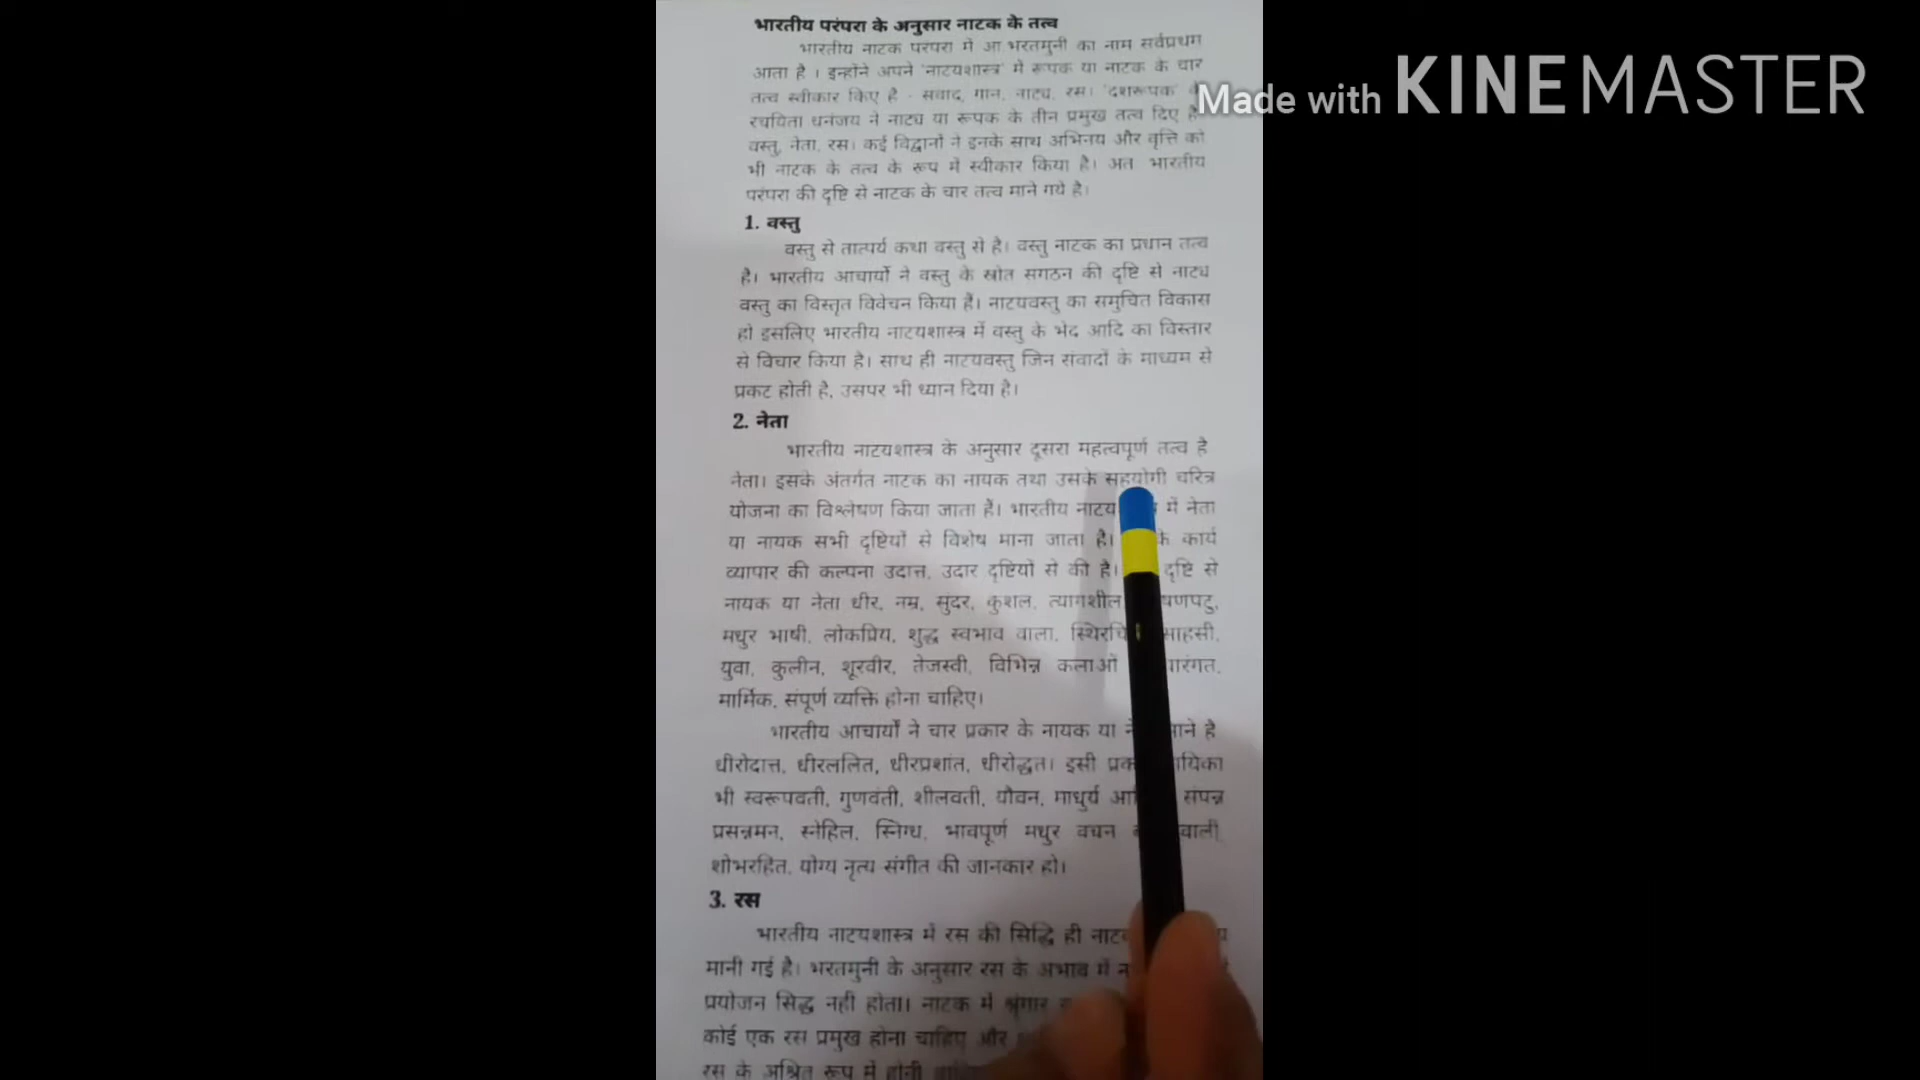 भारतीय परंपरा के अनुसार नाटक के तत्व
भारतीय नाटक परंपरा में आ भरतमुनी का नाम सर्वप्रथम
आता है । इन्होंने अपने 'नाटयशास्त्र' में रूपक या नाटक के चार
तत्व स्वीकार किए है - संवाद, गान, नाट्य, रस। 'दशरूपक' के
रचयिता धनंजय ने नाट्य या रूपक के तीन प्रमुख तत्व दिए है
वस्तु, नेता, रस। कई विद्वानों ने इनके साथ अभिनय और वृत्ति को
भी नाटक के तत्व के रूप में स्वीकार किया है। अत भारतीय
परंपरा की दृष्टि से नाटक के चार तत्व माने गये है।
1. वस्तु
वस्तु से तात्पर्य कथा वस्तु से है। वस्तु नाटक का प्रधान तत्व
है। भारतीय आचार्यो ने वस्तु के स्रोत संगठन की दृष्टि से नाट्य
वस्तु का विस्तृत विवेचन किया हैं। नाटयवस्तु का समुचित विकास
हो इसलिए भारतीय नाटयशास्त्र में वस्तु के भेद आदि का विस्तार
से विचार किया है। साथ ही नाटयवस्तु जिन संवादों के माध्यम से
प्रकट होती है, उसपर भी ध्यान दिया है।
2. नेता
भारतीय नाटयशास्त्र के अनुसार दूसरा महत्वपूर्ण तत्व है
नेता। इसके अंतर्गत नाटक का नायक तथा उसके सहयोगी चरित्र
योजना का विश्लेषण किया जाता हैं। भारतीय नाटय में नेता
या नायक सभी दृष्टियों से विशेष माना जाता है। के कार्य
व्यापार की कल्पना उदात्त, उदार दृष्टियों से की है। दृष्टि से
नायक या नेता धीर, नम्र, सुंदर, कुशल, त्यागशील षणपटु,
मधुर भाषी, लोकप्रिय, शुद्ध स्वभाव वाला, स्थिरचि साहसी,
युवा, कुलीन, शूरवीर, तेजस्वी, विभिन्न कलाओं पारंगत,
मार्मिक, संपूर्ण व्यक्ति होना चाहिए।
भारतीय आचार्यों ने चार प्रकार के नायक या ने माने है
धीरोदात्त, धीरललित, धीरप्रशांत, धीरोद्धत। इसी प्रक ायिका
भी स्वरूपवती, गुणवंती, शीलवती, यौवन, माधुर्य आ संपन्न
प्रसन्नमन, स्नेहिल, स्निग्ध, भावपूर्ण मधुर वचन वाली
शोभरहित, योग्य नृत्य संगीत की जानकार हो।
3. रस
भारतीय नाटयशास्त्र में रस की सिद्धि ही नाट
मानी गई है। भरतमुनी के अनुसार रस के अभाव में
प्रयोजन सिद्ध नही होता। नाटक में श्रृंगार
कोई एक रस प्रमुख होना चाहिए और
रस के अश्रित रूप में होनी
Made with KINEMASTER